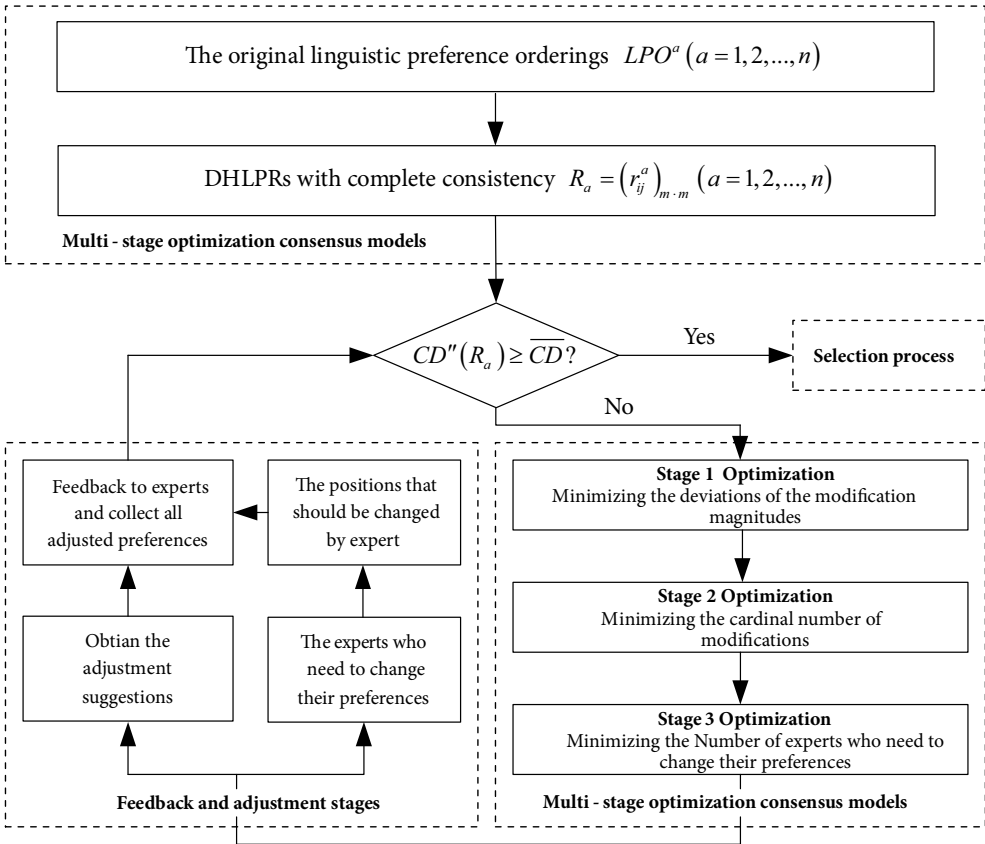 The original linguistic preference orderings LPO^a (a = 1, 2, ..., n)
DHLPRs with complete consistency R_a = (r_{ij}^a)_{m·m} (a = 1, 2, ..., n)
Multi - stage optimization consensus models
CD″(R_a) ≥ \overline{CD}?
Yes
Selection process
No
Feedback to experts
and collect all
adjusted preferences
The positions that
should be changed
by expert
Obtian the
adjustment
suggestions
The experts who
need to change
their preferences
Feedback and adjustment stages
Stage 1 Optimization
Minimizing the deviations of the modification
magnitudes
Stage 2 Optimization
Minimizing the cardinal number of
modifications
Stage 3 Optimization
Minimizing the Number of experts who need to
change their preferences
Multi - stage optimization consensus models